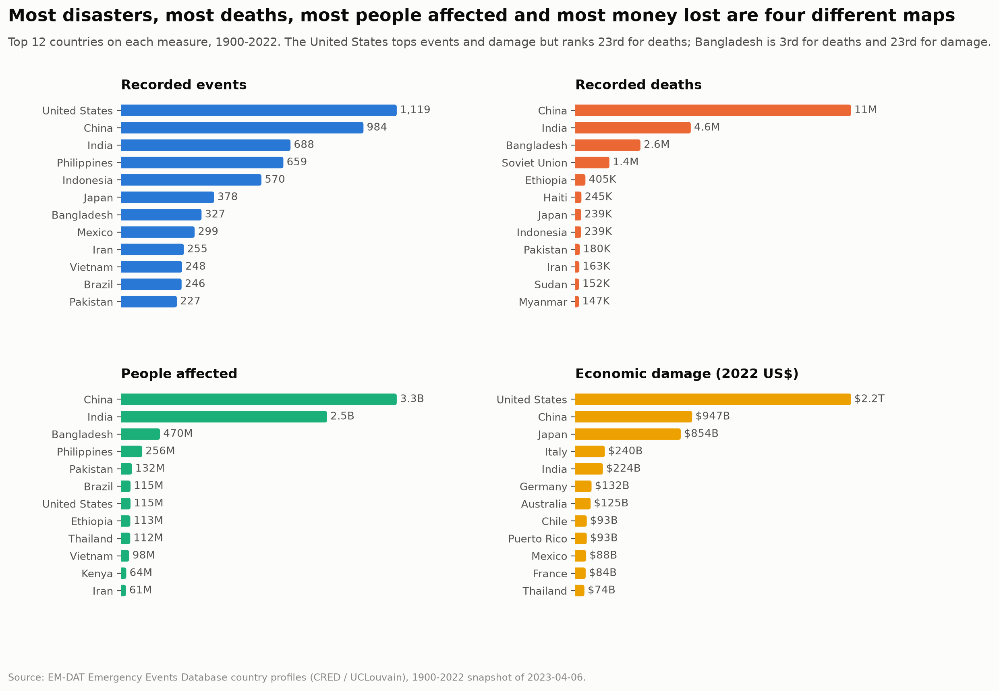 Most disasters, most deaths, most people affected and most money lost are four different maps
Top 12 countries on each measure, 1900-2022. The United States tops events and damage but ranks 23rd for deaths; Bangladesh is 3rd for deaths and 23rd for damage.
Recorded events
United States 1,119
China 984
India 688
Philippines 659
Indonesia 570
Japan 378
Bangladesh 327
Mexico 299
Iran 255
Vietnam 248
Brazil 246
Pakistan 227
Recorded deaths
China 11M
India 4.6M
Bangladesh 2.6M
Soviet Union 1.4M
Ethiopia 405K
Haiti 245K
Japan 239K
Indonesia 239K
Pakistan 180K
Iran 163K
Sudan 152K
Myanmar 147K
People affected
China 3.3B
India 2.5B
Bangladesh 470M
Philippines 256M
Pakistan 132M
Brazil 115M
United States 115M
Ethiopia 113M
Thailand 112M
Vietnam 98M
Kenya 64M
Iran 61M
Economic damage (2022 US$)
United States $2.2T
China $947B
Japan $854B
Italy $240B
India $224B
Germany $132B
Australia $125B
Chile $93B
Puerto Rico $93B
Mexico $88B
France $84B
Thailand $74B
Source: EM-DAT Emergency Events Database country profiles (CRED / UCLouvain), 1900-2022 snapshot of 2023-04-06.